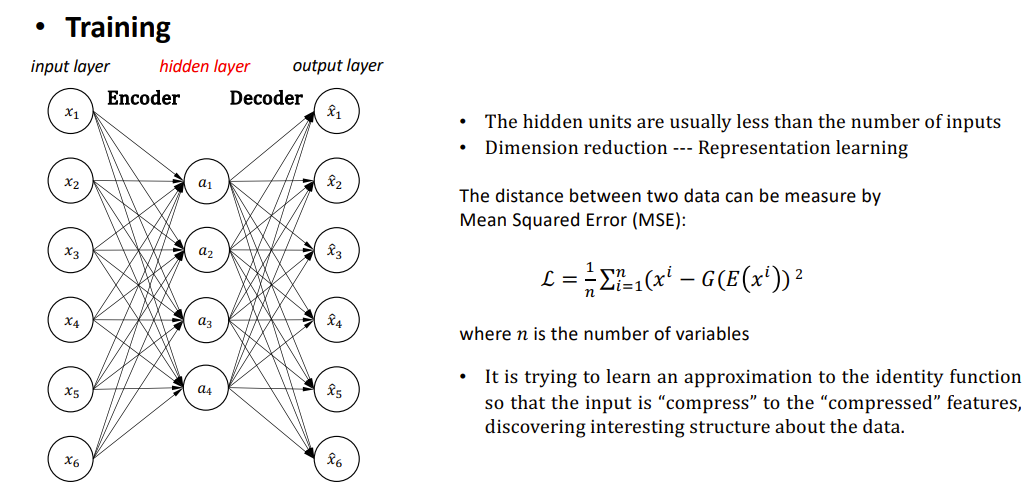 • Training
input layer hidden layer output layer
Encoder Decoder
x₁ x̂₁
x₂ a₁ x̂₂
x₃ a₂ x̂₃
x₄ a₃ x̂₄
x₅ a₄ x̂₅
x₆ x̂₆
• The hidden units are usually less than the number of inputs
• Dimension reduction --- Representation learning
The distance between two data can be measure by
Mean Squared Error (MSE):
ℒ = 1/n ∑ⁿᵢ₌₁(xⁱ − G(E(xⁱ))²
where n is the number of variables
• It is trying to learn an approximation to the identity function
so that the input is “compress” to the “compressed” features,
discovering interesting structure about the data.